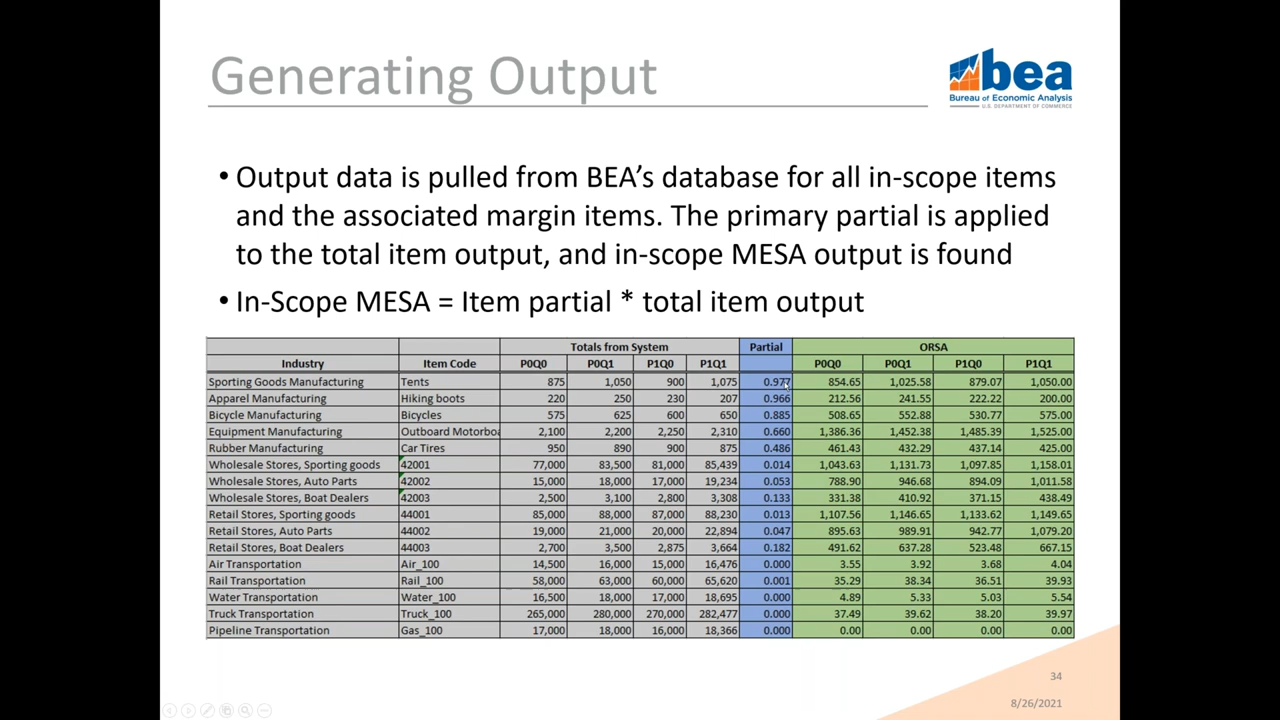 Generating Output
bea
Bureau of Economic Analysis
U.S. DEPARTMENT OF COMMERCE
• Output data is pulled from BEA’s database for all in-scope items
and the associated margin items. The primary partial is applied
to the total item output, and in-scope MESA output is found
• In-Scope MESA = Item partial * total item output
Totals from System Partial ORSA
Industry Item Code P0Q0 P0Q1 P1Q0 P1Q1 P0Q0 P0Q1 P1Q0 P1Q1
Sporting Goods Manufacturing Tents 875 1,050 900 1,075 0.977 854.65 1,025.58 879.07 1,050.00
Apparel Manufacturing Hiking boots 220 250 230 207 0.966 212.56 241.55 222.22 200.00
Bicycle Manufacturing Bicycles 575 625 600 650 0.885 508.65 552.88 530.77 575.00
Equipment Manufacturing Outboard Motorboa 2,100 2,200 2,250 2,310 0.660 1,386.36 1,452.38 1,485.39 1,525.00
Rubber Manufacturing Car Tires 950 890 900 875 0.486 461.43 432.29 437.14 425.00
Wholesale Stores, Sporting goods 42001 77,000 83,500 81,000 85,439 0.014 1,043.63 1,131.73 1,097.85 1,158.01
Wholesale Stores, Auto Parts 42002 15,000 18,000 17,000 19,234 0.053 788.90 946.68 894.09 1,011.58
Wholesale Stores, Boat Dealers 42003 2,500 3,100 2,800 3,308 0.133 331.38 410.92 371.15 438.49
Retail Stores, Sporting goods 44001 85,000 88,000 87,000 88,230 0.013 1,107.56 1,146.65 1,133.62 1,149.65
Retail Stores, Auto Parts 44002 19,000 21,000 20,000 22,894 0.047 895.63 989.91 942.77 1,079.20
Retail Stores, Boat Dealers 44003 2,700 3,500 2,875 3,664 0.182 491.62 637.28 523.48 667.15
Air Transportation Air_100 14,500 16,000 15,000 16,476 0.000 3.55 3.92 3.68 4.04
Rail Transportation Rail_100 58,000 63,000 60,000 65,620 0.001 35.29 38.34 36.51 39.93
Water Transportation Water_100 16,500 18,000 17,000 18,695 0.000 4.89 5.33 5.03 5.54
Truck Transportation Truck_100 265,000 280,000 270,000 282,477 0.000 37.49 39.62 38.20 39.97
Pipeline Transportation Gas_100 17,000 18,000 16,000 18,366 0.000 0.00 0.00 0.00 0.00
34
8/26/2021